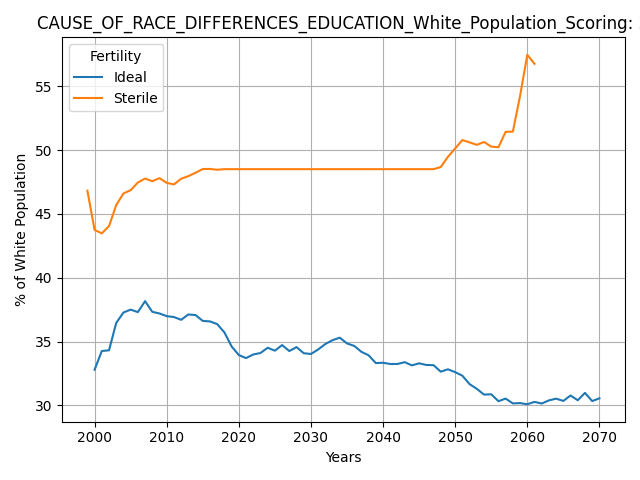 CAUSE_OF_RACE_DIFFERENCES_EDUCATION_White_Population_Scoring:
Fertility
Ideal
Sterile
% of White Population
55
50
45
40
35
30
2000 2010 2020 2030 2040 2050 2060 2070
Years